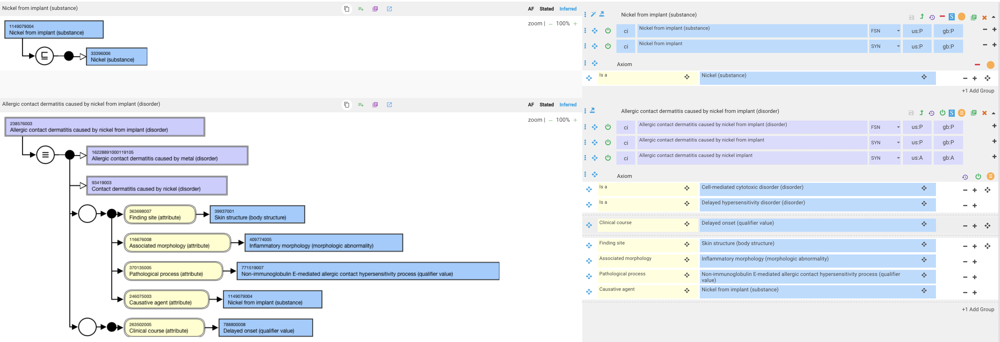 Nickel from implant (substance)
AF Stated Inferred
zoom | – 100% +
1149079004
Nickel from implant (substance)
⊑
33396006
Nickel (substance)
Allergic contact dermatitis caused by nickel from implant (disorder)
AF Stated Inferred
zoom | – 100% +
238576003
Allergic contact dermatitis caused by nickel from implant (disorder)
≡
16228891000119105
Allergic contact dermatitis caused by metal (disorder)
93419003
Contact dermatitis caused by nickel (disorder)
363698007
Finding site (attribute)
39937001
Skin structure (body structure)
116676008
Associated morphology (attribute)
409774005
Inflammatory morphology (morphologic abnormality)
370135005
Pathological process (attribute)
771519007
Non-immunoglobulin E-mediated allergic contact hypersensitivity process (qualifier value)
246075003
Causative agent (attribute)
1149079004
Nickel from implant (substance)
263502005
Clinical course (attribute)
788800008
Delayed onset (qualifier value)
Nickel from implant (substance)
S
ci Nickel from implant (substance) FSN us:P gb:P
ci Nickel from implant SYN us:P gb:P
Axiom
Is a Nickel (substance)
+1 Add Group
Allergic contact dermatitis caused by nickel from implant (disorder)
S
ci Allergic contact dermatitis caused by nickel from implant (disorder) FSN us:P gb:P
ci Allergic contact dermatitis caused by nickel from implant SYN us:P gb:P
ci Allergic contact dermatitis caused by nickel implant SYN us:A gb:A
Axiom
Is a Cell-mediated cytotoxic disorder (disorder)
Is a Delayed hypersensitivity disorder (disorder)
Clinical course Delayed onset (qualifier value)
Finding site Skin structure (body structure)
Associated morphology Inflammatory morphology (morphologic abnormality)
Pathological process Non-immunoglobulin E-mediated allergic contact hypersensitivity process (qualifier
value)
Causative agent Nickel from implant (substance)
+1 Add Group